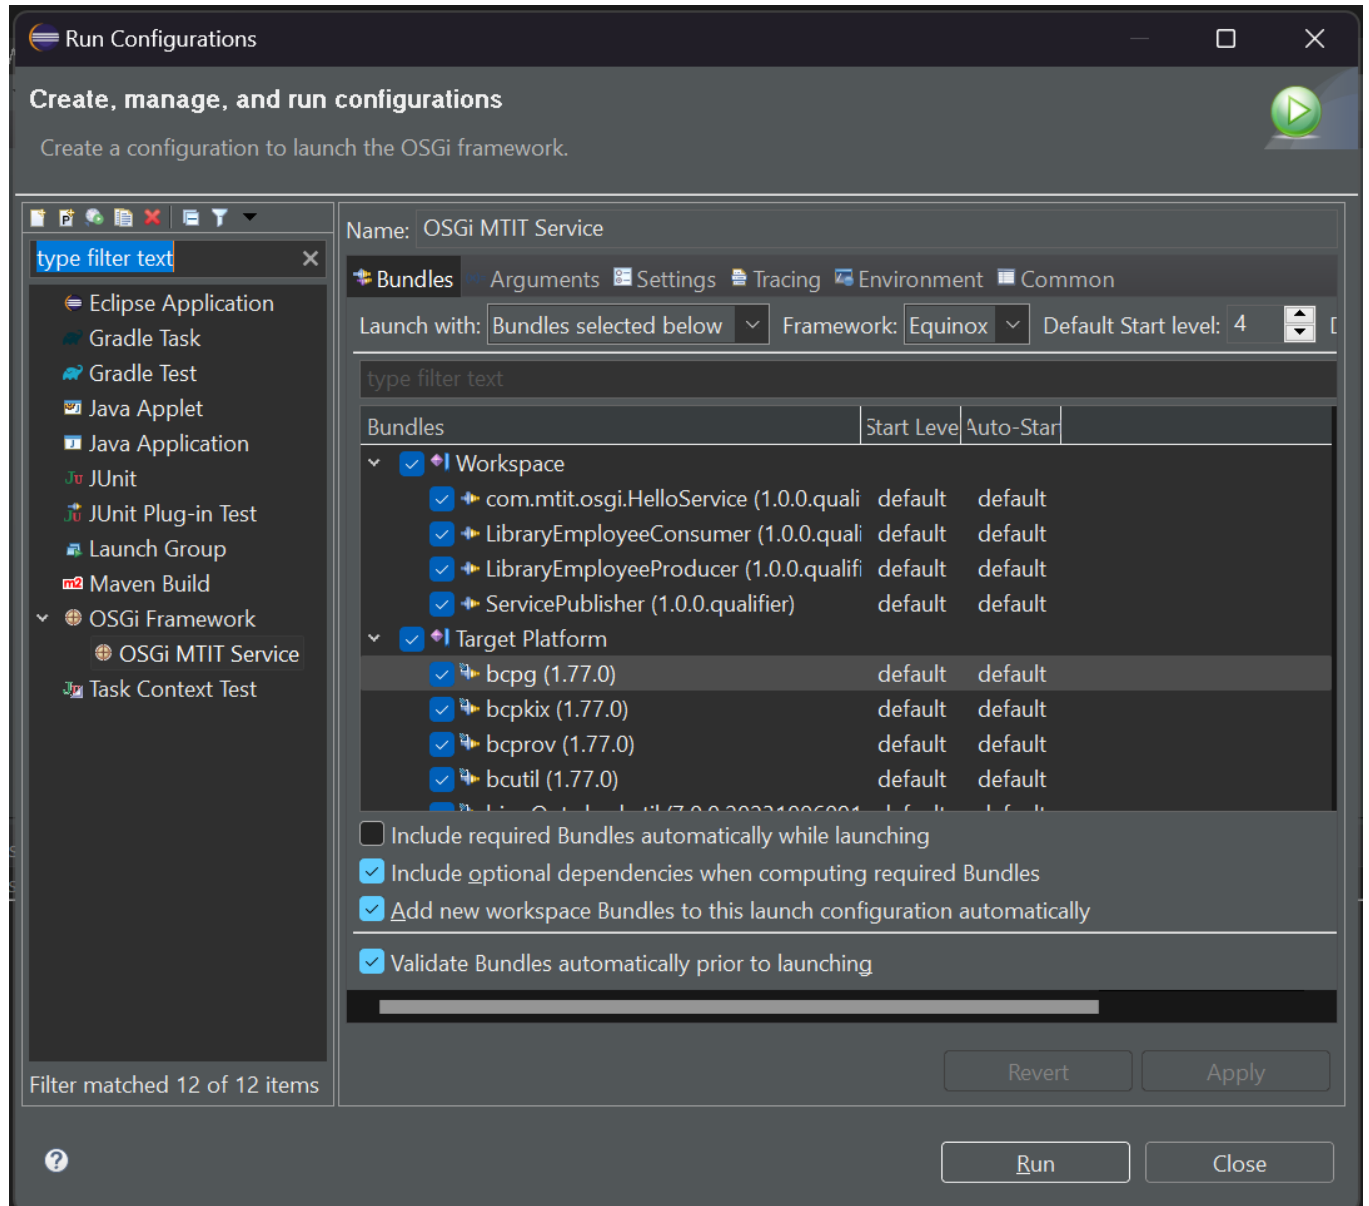 Run Configurations
Create, manage, and run configurations
Create a configuration to launch the OSGi framework.
type filter text
Eclipse Application
Gradle Task
Gradle Test
Java Applet
Java Application
JUnit
JUnit Plug-in Test
Launch Group
Maven Build
OSGi Framework
OSGi MTIT Service
Task Context Test
Filter matched 12 of 12 items
Name: OSGi MTIT Service
Bundles Arguments Settings Tracing Environment Common
Launch with: Bundles selected below Framework: Equinox Default Start level: 4
type filter text
Bundles Start Leve Auto-Star
Workspace
com.mtit.osgi.HelloService (1.0.0.quali default default
LibraryEmployeeConsumer (1.0.0.quali default default
LibraryEmployeeProducer (1.0.0.qualifi default default
ServicePublisher (1.0.0.qualifier) default default
Target Platform
bcpg (1.77.0) default default
bcpkix (1.77.0) default default
bcprov (1.77.0) default default
bcutil (1.77.0) default default
Include required Bundles automatically while launching
Include optional dependencies when computing required Bundles
Add new workspace Bundles to this launch configuration automatically
Validate Bundles automatically prior to launching
Revert Apply
Run Close